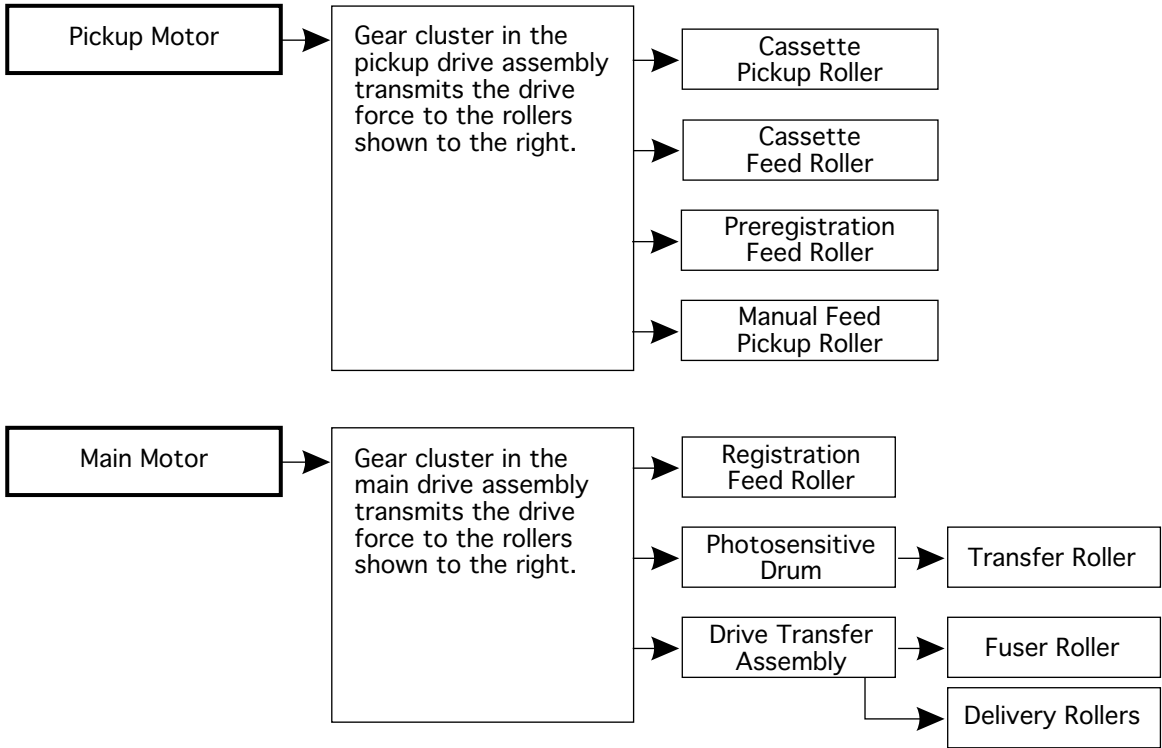 Pickup Motor
Gear cluster in the
pickup drive assembly
transmits the drive
force to the rollers
shown to the right.
Cassette
Pickup Roller
Cassette
Feed Roller
Preregistration
Feed Roller
Manual Feed
Pickup Roller
Main Motor
Gear cluster in the
main drive assembly
transmits the drive
force to the rollers
shown to the right.
Registration
Feed Roller
Photosensitive
Drum
Transfer Roller
Drive Transfer
Assembly
Fuser Roller
Delivery Rollers